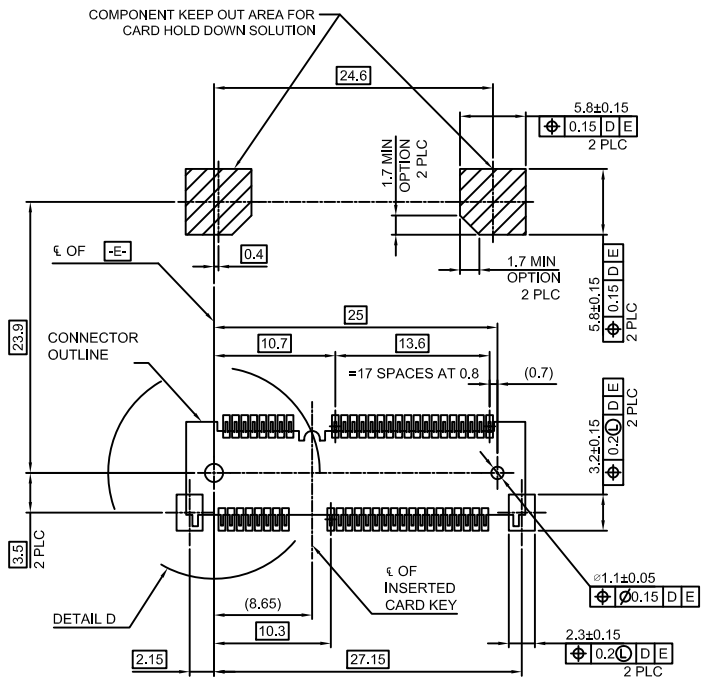 COMPONENT KEEP OUT AREA FOR
CARD HOLD DOWN SOLUTION
24.6
5.8±0.15
⌖ 0.15 D E
2 PLC
1.7 MIN
OPTION
2 PLC
0.4
℄ OF -E-
1.7 MIN
OPTION
2 PLC
5.8±0.15
⌖ 0.15 D E
2 PLC
23.9
25
CONNECTOR
OUTLINE
10.7
13.6
=17 SPACES AT 0.8
(0.7)
3.2±0.15
⌖ 0.2Ⓛ D E
2 PLC
3.5
2 PLC
⌀1.1±0.05
⌖ Ø0.15 D E
DETAIL D
(8.65)
℄ OF
INSERTED
CARD KEY
10.3
2.3±0.15
⌖ 0.2Ⓛ D E
2 PLC
2.15
27.15